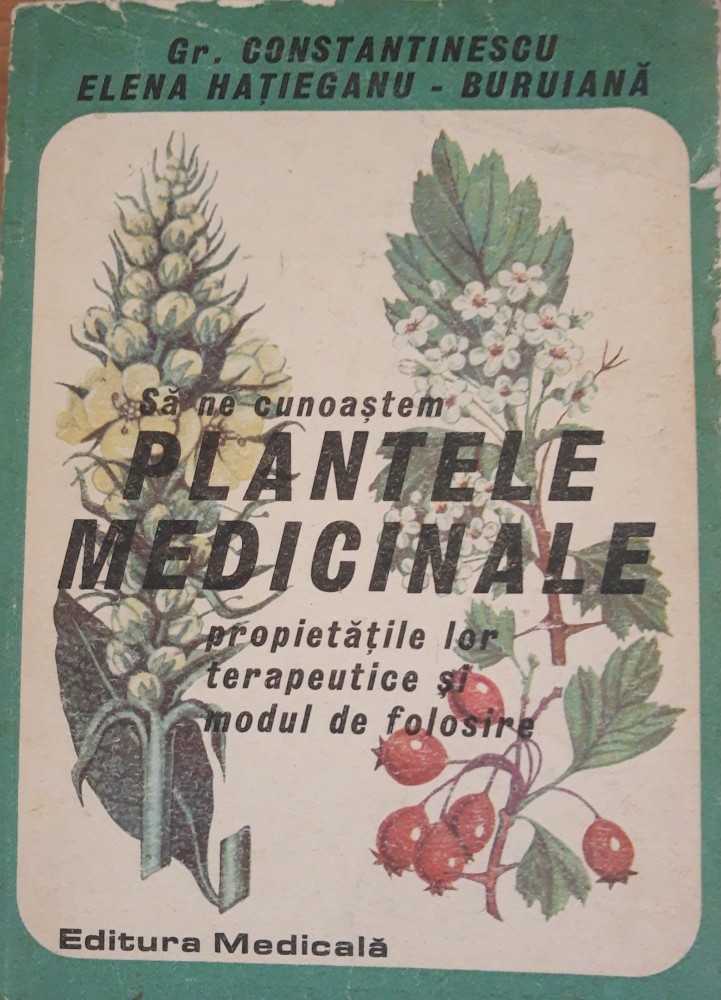 Gr. CONSTANTINESCU
ELENA HAȚIEGANU - BURUIANĂ
Să ne cunoaștem
PLANTELE
MEDICINALE
propietățile lor
terapeutice și
modul de folosire
Editura Medicală